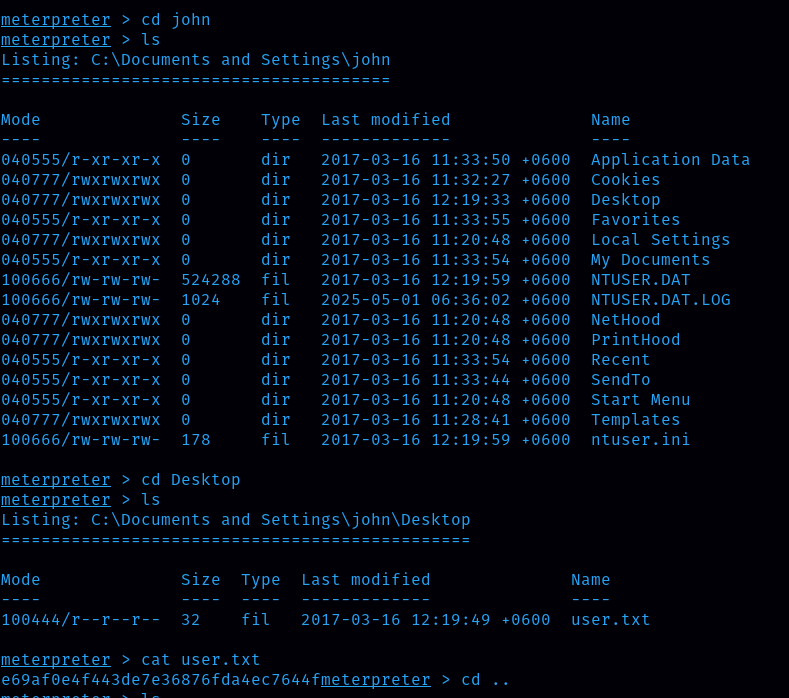 meterpreter > cd john
meterpreter > ls
Listing: C:\Documents and Settings\john
=======================================
Mode              Size    Type  Last modified              Name
----              ----    ----  -------------              ----
040555/r-xr-xr-x  0       dir   2017-03-16 11:33:50 +0600  Application Data
040777/rwxrwxrwx  0       dir   2017-03-16 11:32:27 +0600  Cookies
040777/rwxrwxrwx  0       dir   2017-03-16 12:19:33 +0600  Desktop
040555/r-xr-xr-x  0       dir   2017-03-16 11:33:55 +0600  Favorites
040777/rwxrwxrwx  0       dir   2017-03-16 11:20:48 +0600  Local Settings
040555/r-xr-xr-x  0       dir   2017-03-16 11:33:54 +0600  My Documents
100666/rw-rw-rw-  524288  fil   2017-03-16 12:19:59 +0600  NTUSER.DAT
100666/rw-rw-rw-  1024    fil   2025-05-01 06:36:02 +0600  NTUSER.DAT.LOG
040777/rwxrwxrwx  0       dir   2017-03-16 11:20:48 +0600  NetHood
040777/rwxrwxrwx  0       dir   2017-03-16 11:20:48 +0600  PrintHood
040555/r-xr-xr-x  0       dir   2017-03-16 11:33:54 +0600  Recent
040555/r-xr-xr-x  0       dir   2017-03-16 11:33:44 +0600  SendTo
040555/r-xr-xr-x  0       dir   2017-03-16 11:20:48 +0600  Start Menu
040777/rwxrwxrwx  0       dir   2017-03-16 11:28:41 +0600  Templates
100666/rw-rw-rw-  178     fil   2017-03-16 12:19:59 +0600  ntuser.ini
meterpreter > cd Desktop
meterpreter > ls
Listing: C:\Documents and Settings\john\Desktop
===============================================
Mode              Size  Type  Last modified              Name
----              ----  ----  -------------              ----
100444/r--r--r--  32    fil   2017-03-16 12:19:49 +0600  user.txt
meterpreter > cat user.txt
e69af0e4f443de7e36876fda4ec7644fmeterpreter > cd ..
meterpreter > ls